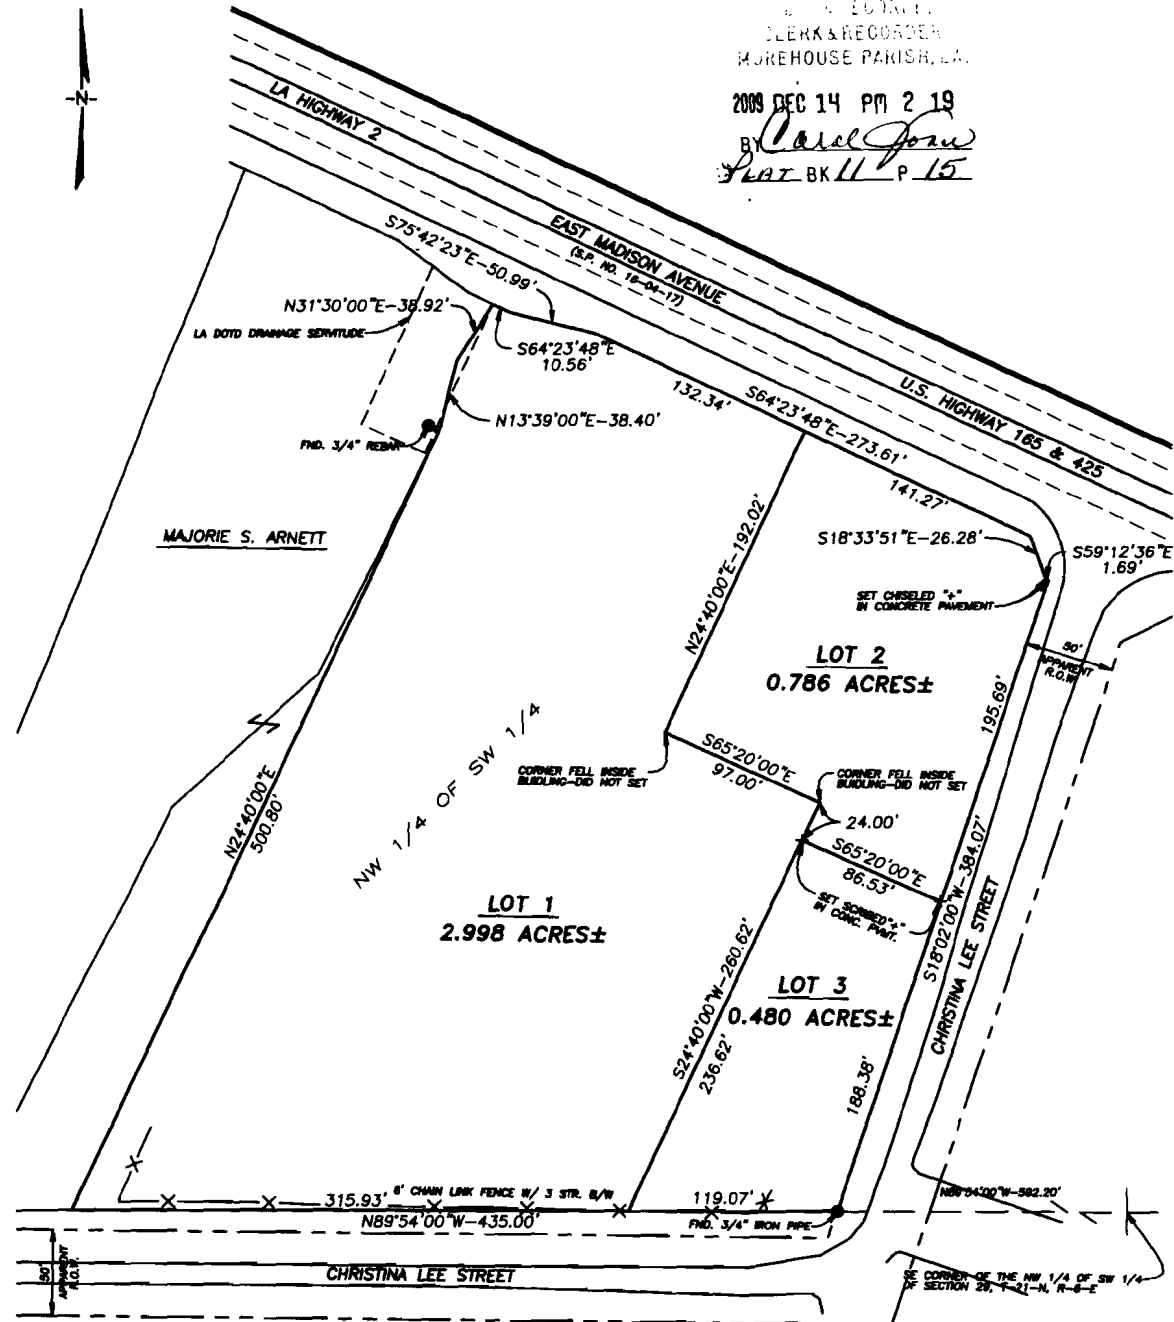 CLERK & RECORDER
MOREHOUSE PARISH, LA.
2009 DEC 14 PM 2 19
BY
PLAT BK 11 P 15
-N-
LA HIGHWAY 2
EAST MADISON AVENUE
(S.P. NO. 16-04-17)
U.S. HIGHWAY 165 & 425
S75°42'23"E-50.99'
N31°30'00"E-38.92'
LA DOTD DRAINAGE SERVITUDE
S64°23'48"E
10.56'
132.34'
S64°23'48"E-273.61'
141.27'
N13°39'00"E-38.40'
FND. 3/4" REBAR
MAJORIE S. ARNETT
S18°33'51"E-26.28'
S59°12'36"E
1.69'
SET CHISELED "+"
IN CONCRETE PAVEMENT
N24°40'00"E-192.02'
LOT 2
0.786 ACRES±
50'
APPARENT
R.O.W.
195.69'
NW 1/4 OF SW 1/4
CORNER FELL INSIDE
BUIDLING-DID NOT SET
S65°20'00"E
97.00'
CORNER FELL INSIDE
BUIDLING-DID NOT SET
24.00'
N24°40'00"E
500.80'
S65°20'00"E
86.53'
SET SCRIBED "+"
IN CONC. PVMT.
S18°02'00"W-384.07'
CHRISTINA LEE STREET
LOT 1
2.998 ACRES±
S24°40'00"W-260.62'
236.62'
LOT 3
0.480 ACRES±
188.38'
315.93'
6' CHAIN LINK FENCE W/ 3 STR. B/W
119.07'
N89°54'00"W-435.00'
FND. 3/4" IRON PIPE
N89°54'00"W-582.20'
50'
APPARENT
R.O.W.
CHRISTINA LEE STREET
SE CORNER OF THE NW 1/4 OF SW 1/4
OF SECTION 29, T-21-N, R-6-E